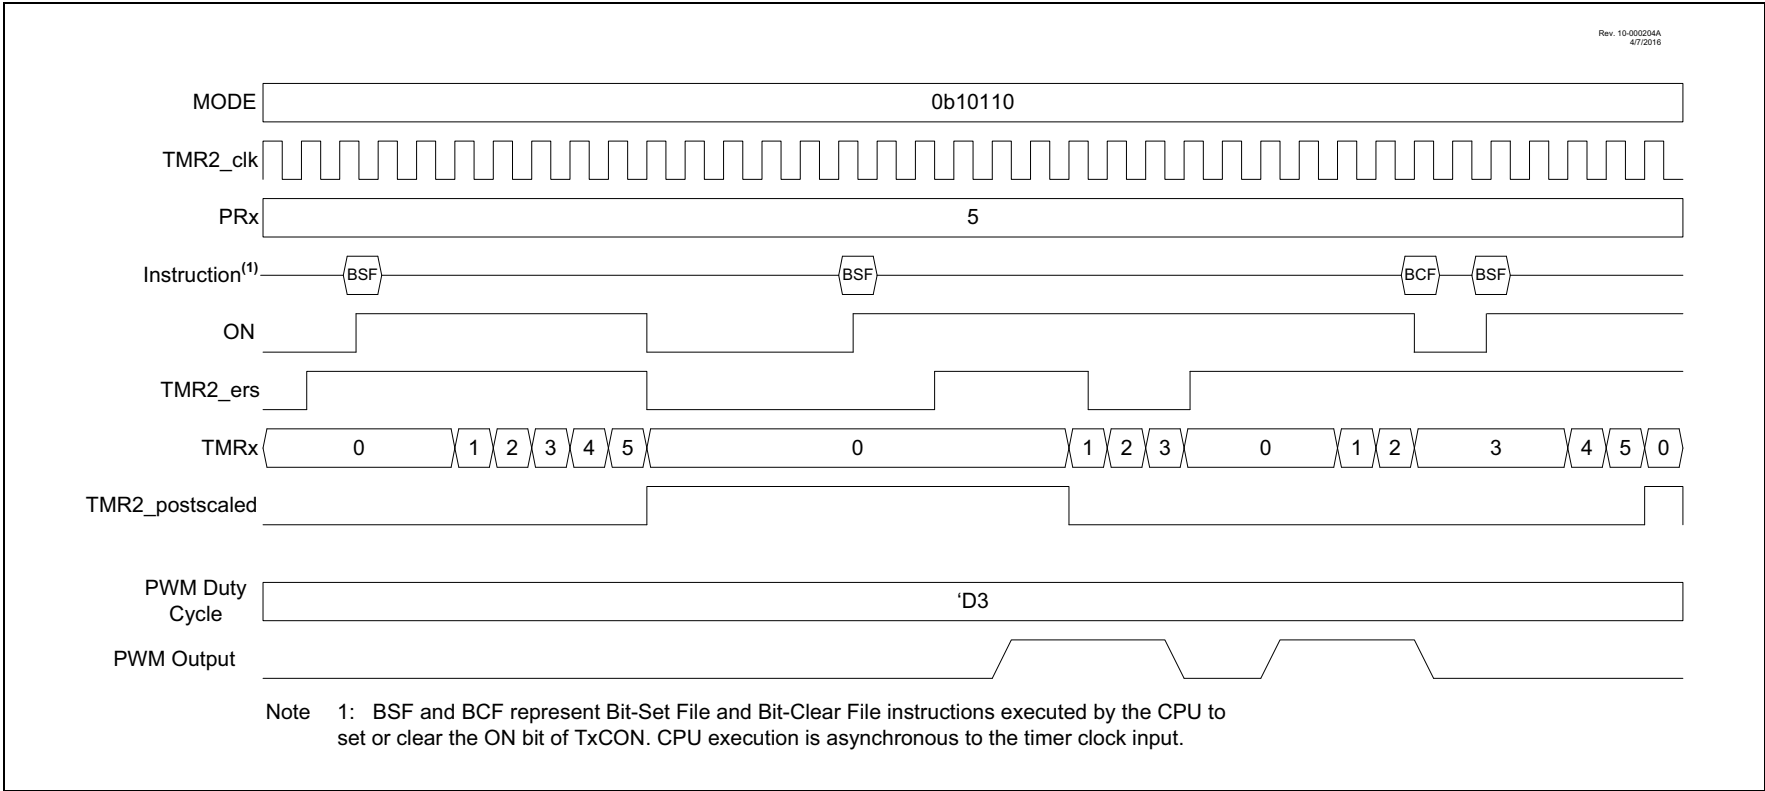 Rev. 10-000204A
4/7/2016
MODE 0b10110
TMR2_clk
PRx 5
Instruction(1) BSF BSF BCF BSF
ON
TMR2_ers
TMRx 0 1 2 3 4 5 0 1 2 3 0 1 2 3 4 5 0
TMR2_postscaled
PWM Duty
Cycle
‘D3
PWM Output
Note 1: BSF and BCF represent Bit-Set File and Bit-Clear File instructions executed by the CPU to
set or clear the ON bit of TxCON. CPU execution is asynchronous to the timer clock input.